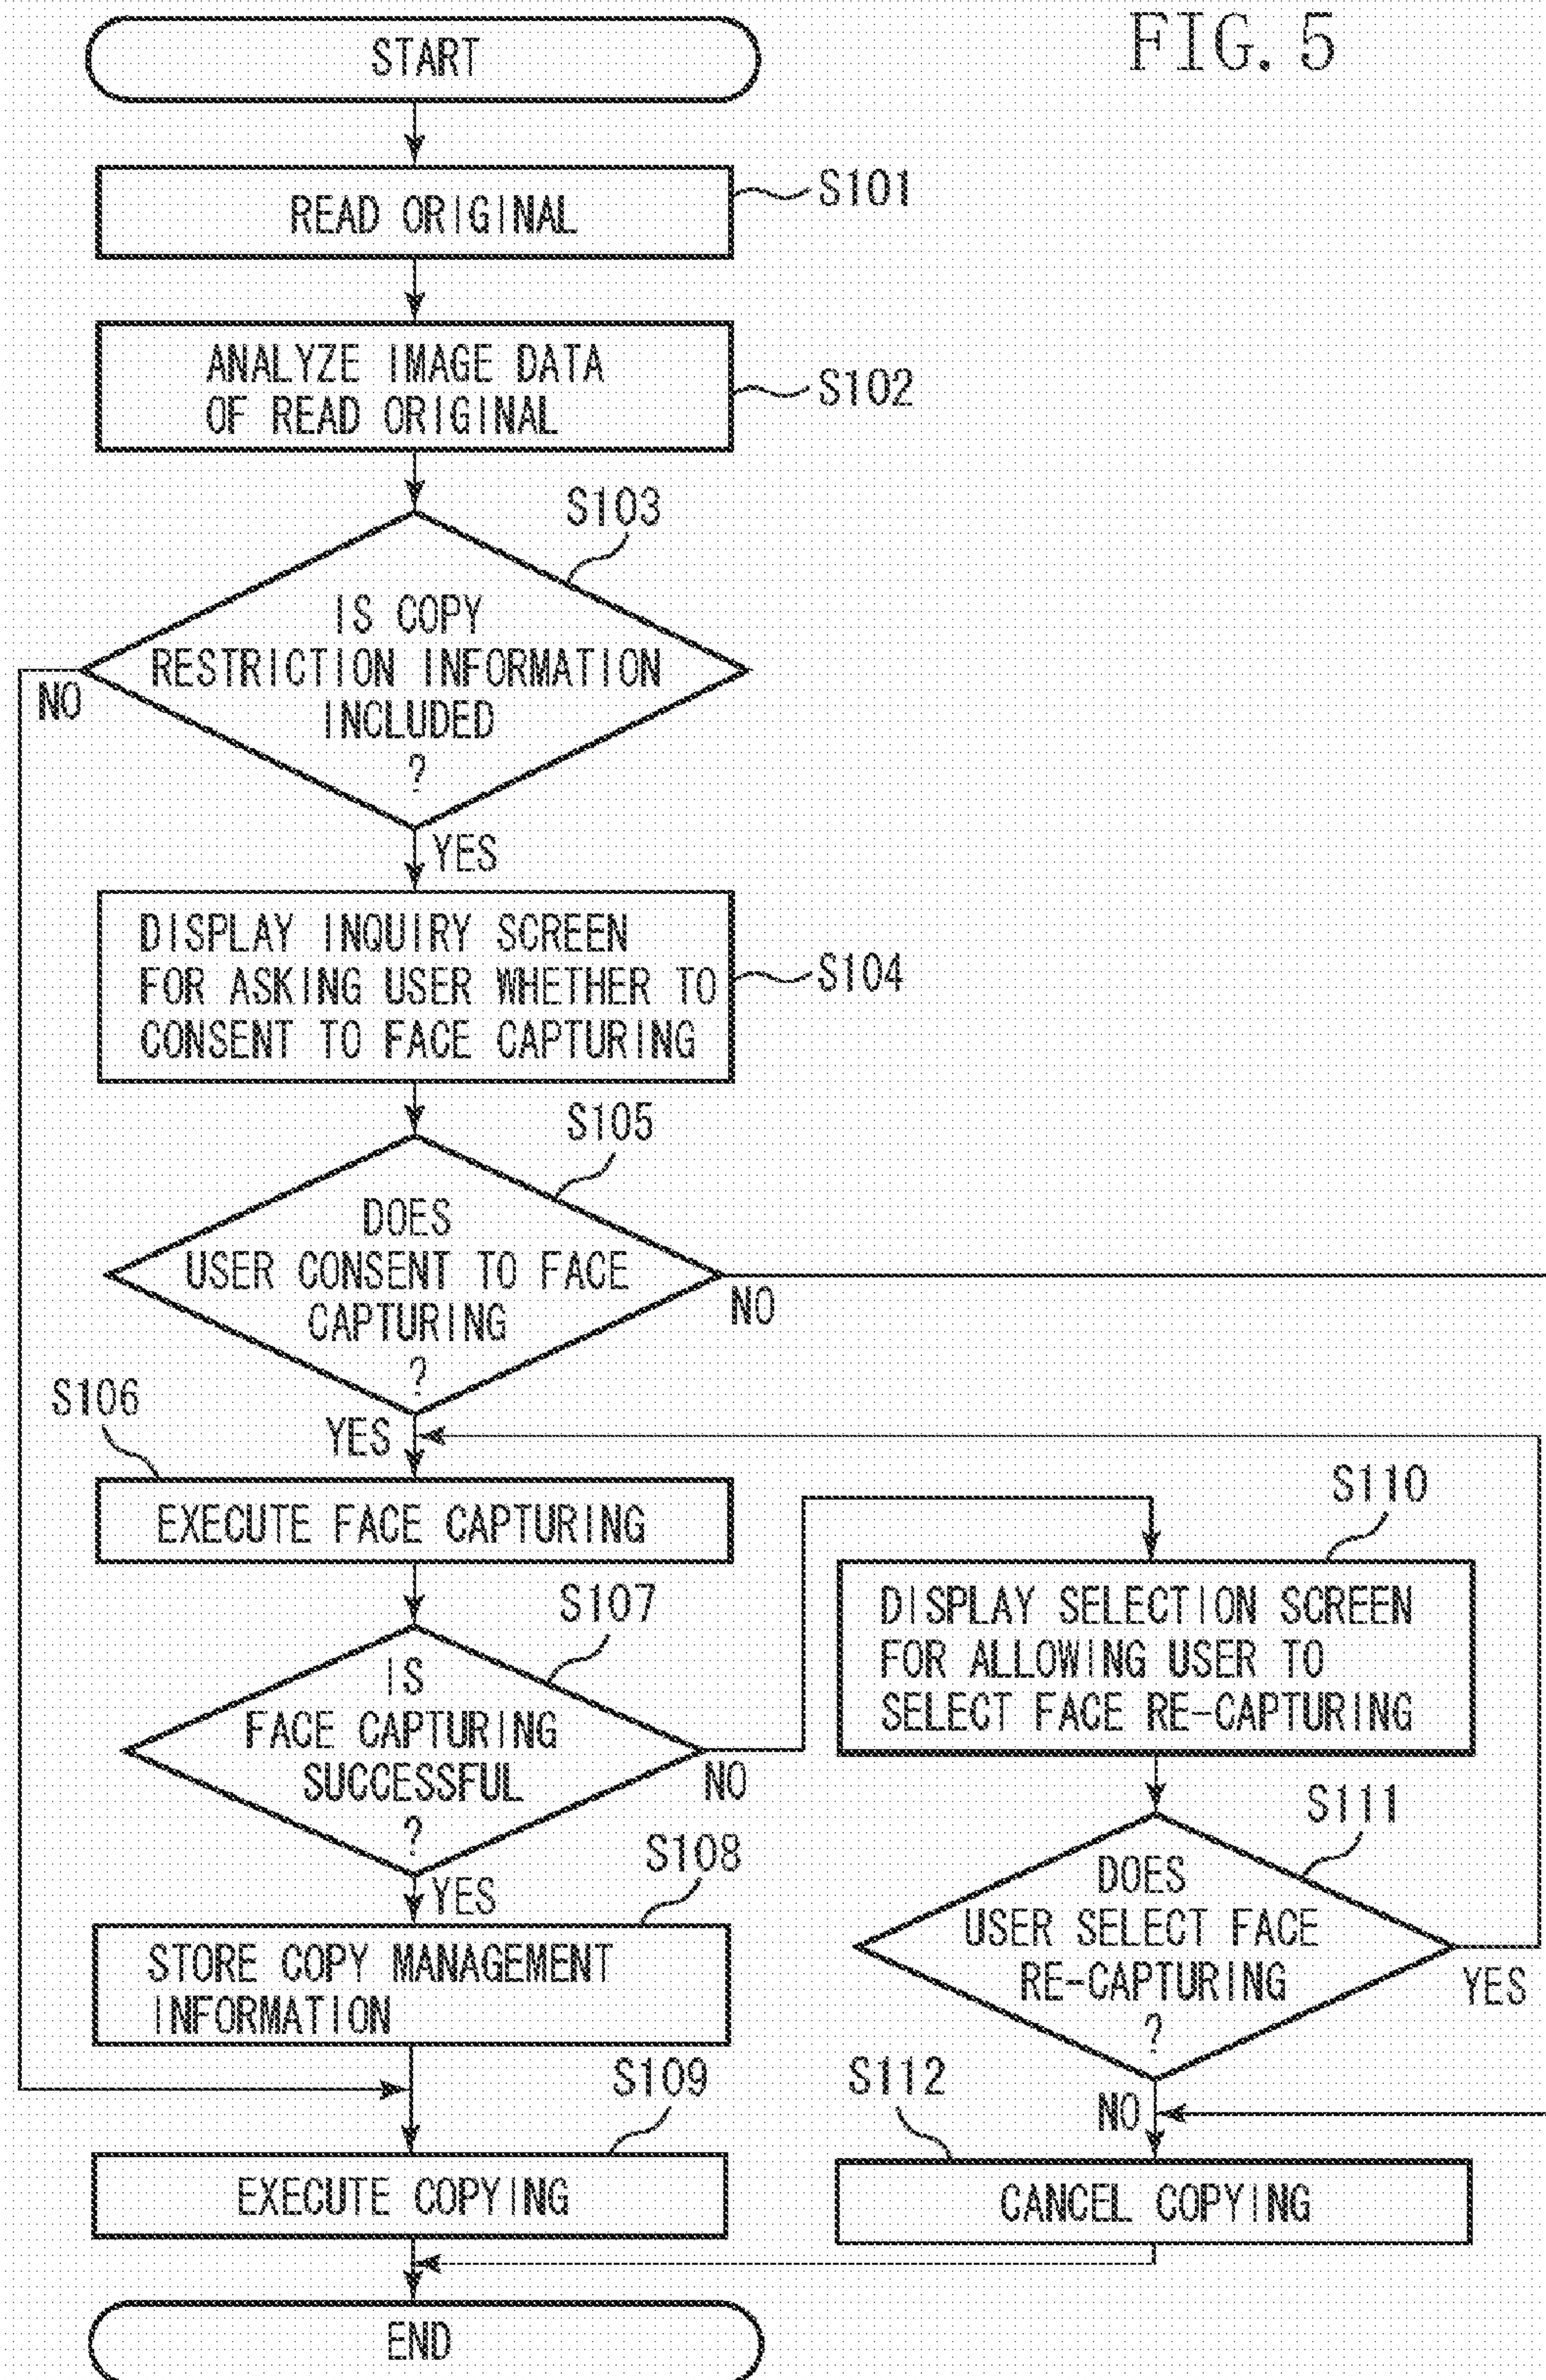 FIG. 5
START
READ ORIGINAL
S101
ANALYZE IMAGE DATA
OF READ ORIGINAL
S102
S103
IS COPY
RESTRICTION INFORMATION
INCLUDED
?
NO
YES
DISPLAY INQUIRY SCREEN
FOR ASKING USER WHETHER TO
CONSENT TO FACE CAPTURING
S104
S105
DOES
USER CONSENT TO FACE
CAPTURING
?
NO
YES
S106
EXECUTE FACE CAPTURING
S107
IS
FACE CAPTURING
SUCCESSFUL
?
NO
YES
S108
STORE COPY MANAGEMENT
INFORMATION
S109
EXECUTE COPYING
S110
DISPLAY SELECTION SCREEN
FOR ALLOWING USER TO
SELECT FACE RE-CAPTURING
S111
DOES
USER SELECT FACE
RE-CAPTURING
?
YES
NO
S112
CANCEL COPYING
END